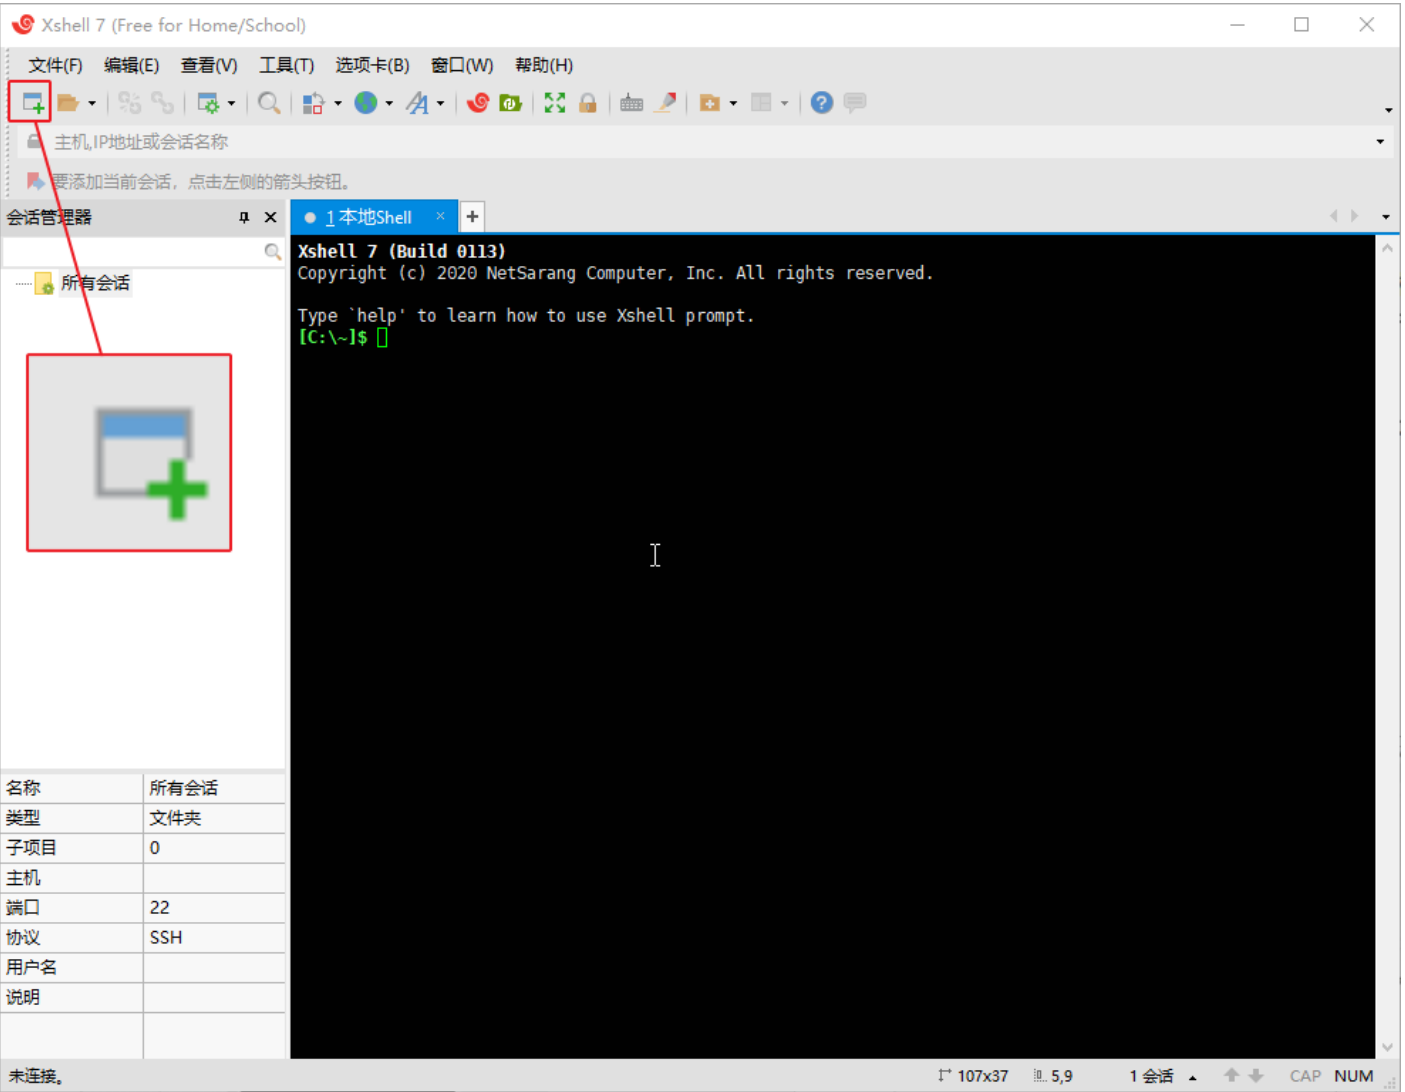 Xshell 7 (Free for Home/School)
文件(F) 编辑(E) 查看(V) 工具(T) 选项卡(B) 窗口(W) 帮助(H)
主机,IP地址或会话名称
要添加当前会话，点击左侧的箭头按钮。
会话管理器
1 本地Shell
所有会话
Xshell 7 (Build 0113)
Copyright (c) 2020 NetSarang Computer, Inc. All rights reserved.
Type `help' to learn how to use Xshell prompt.
[C:\~]$
名称 所有会话
类型 文件夹
子项目 0
主机
端口 22
协议 SSH
用户名
说明
未连接。 107x37 5,9 1 会话 CAP NUM